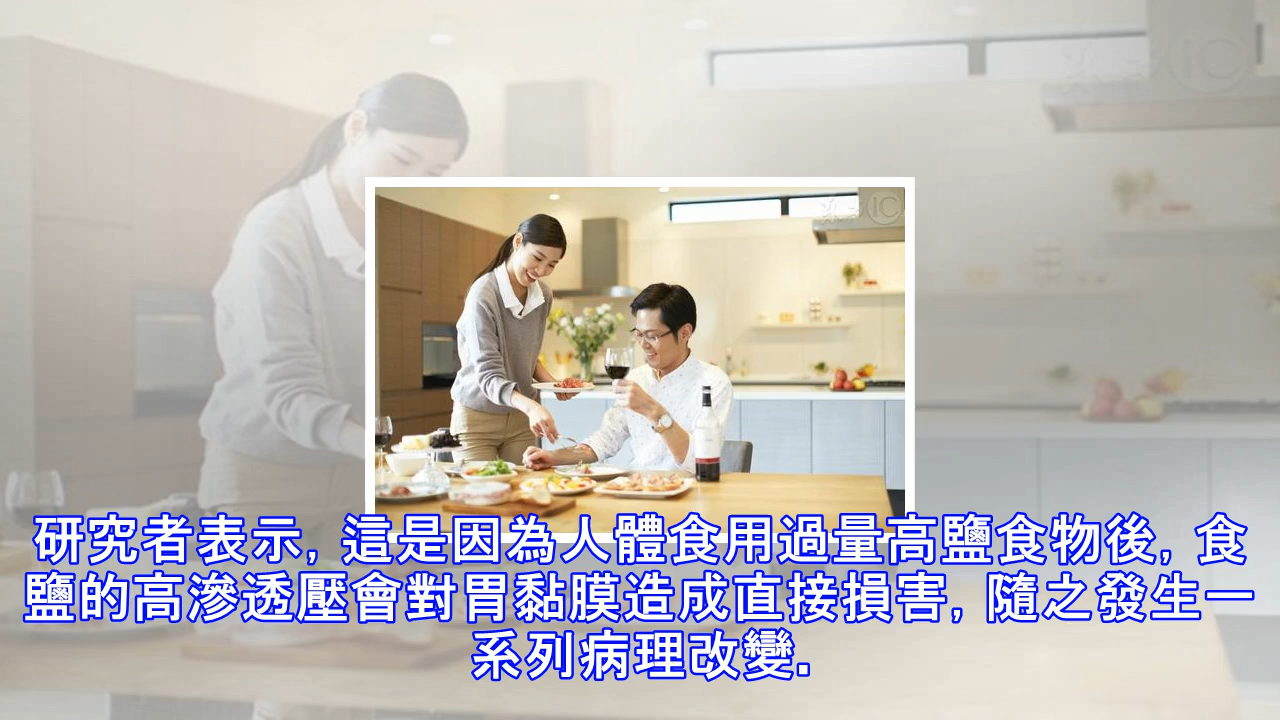 研究者表示, 這是因為人體食用過量高鹽食物後, 食
鹽的高滲透壓會對胃黏膜造成直接損害, 隨之發生一
系列病理改變.